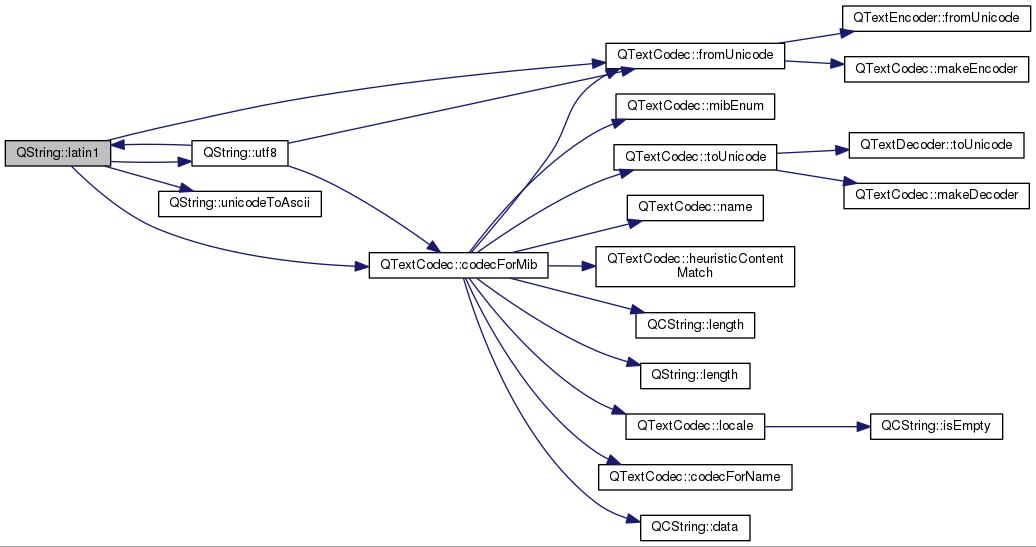 QTextEncoder::fromUnicode
QTextCodec::fromUnicode
QTextCodec::makeEncoder
QTextCodec::mibEnum
QString::latin1
QString::utf8
QTextCodec::toUnicode
QTextDecoder::toUnicode
QString::unicodeToAscii
QTextCodec::makeDecoder
QTextCodec::name
QTextCodec::codecForMib
QTextCodec::heuristicContent
Match
QCString::length
QString::length
QTextCodec::locale
QCString::isEmpty
QTextCodec::codecForName
QCString::data